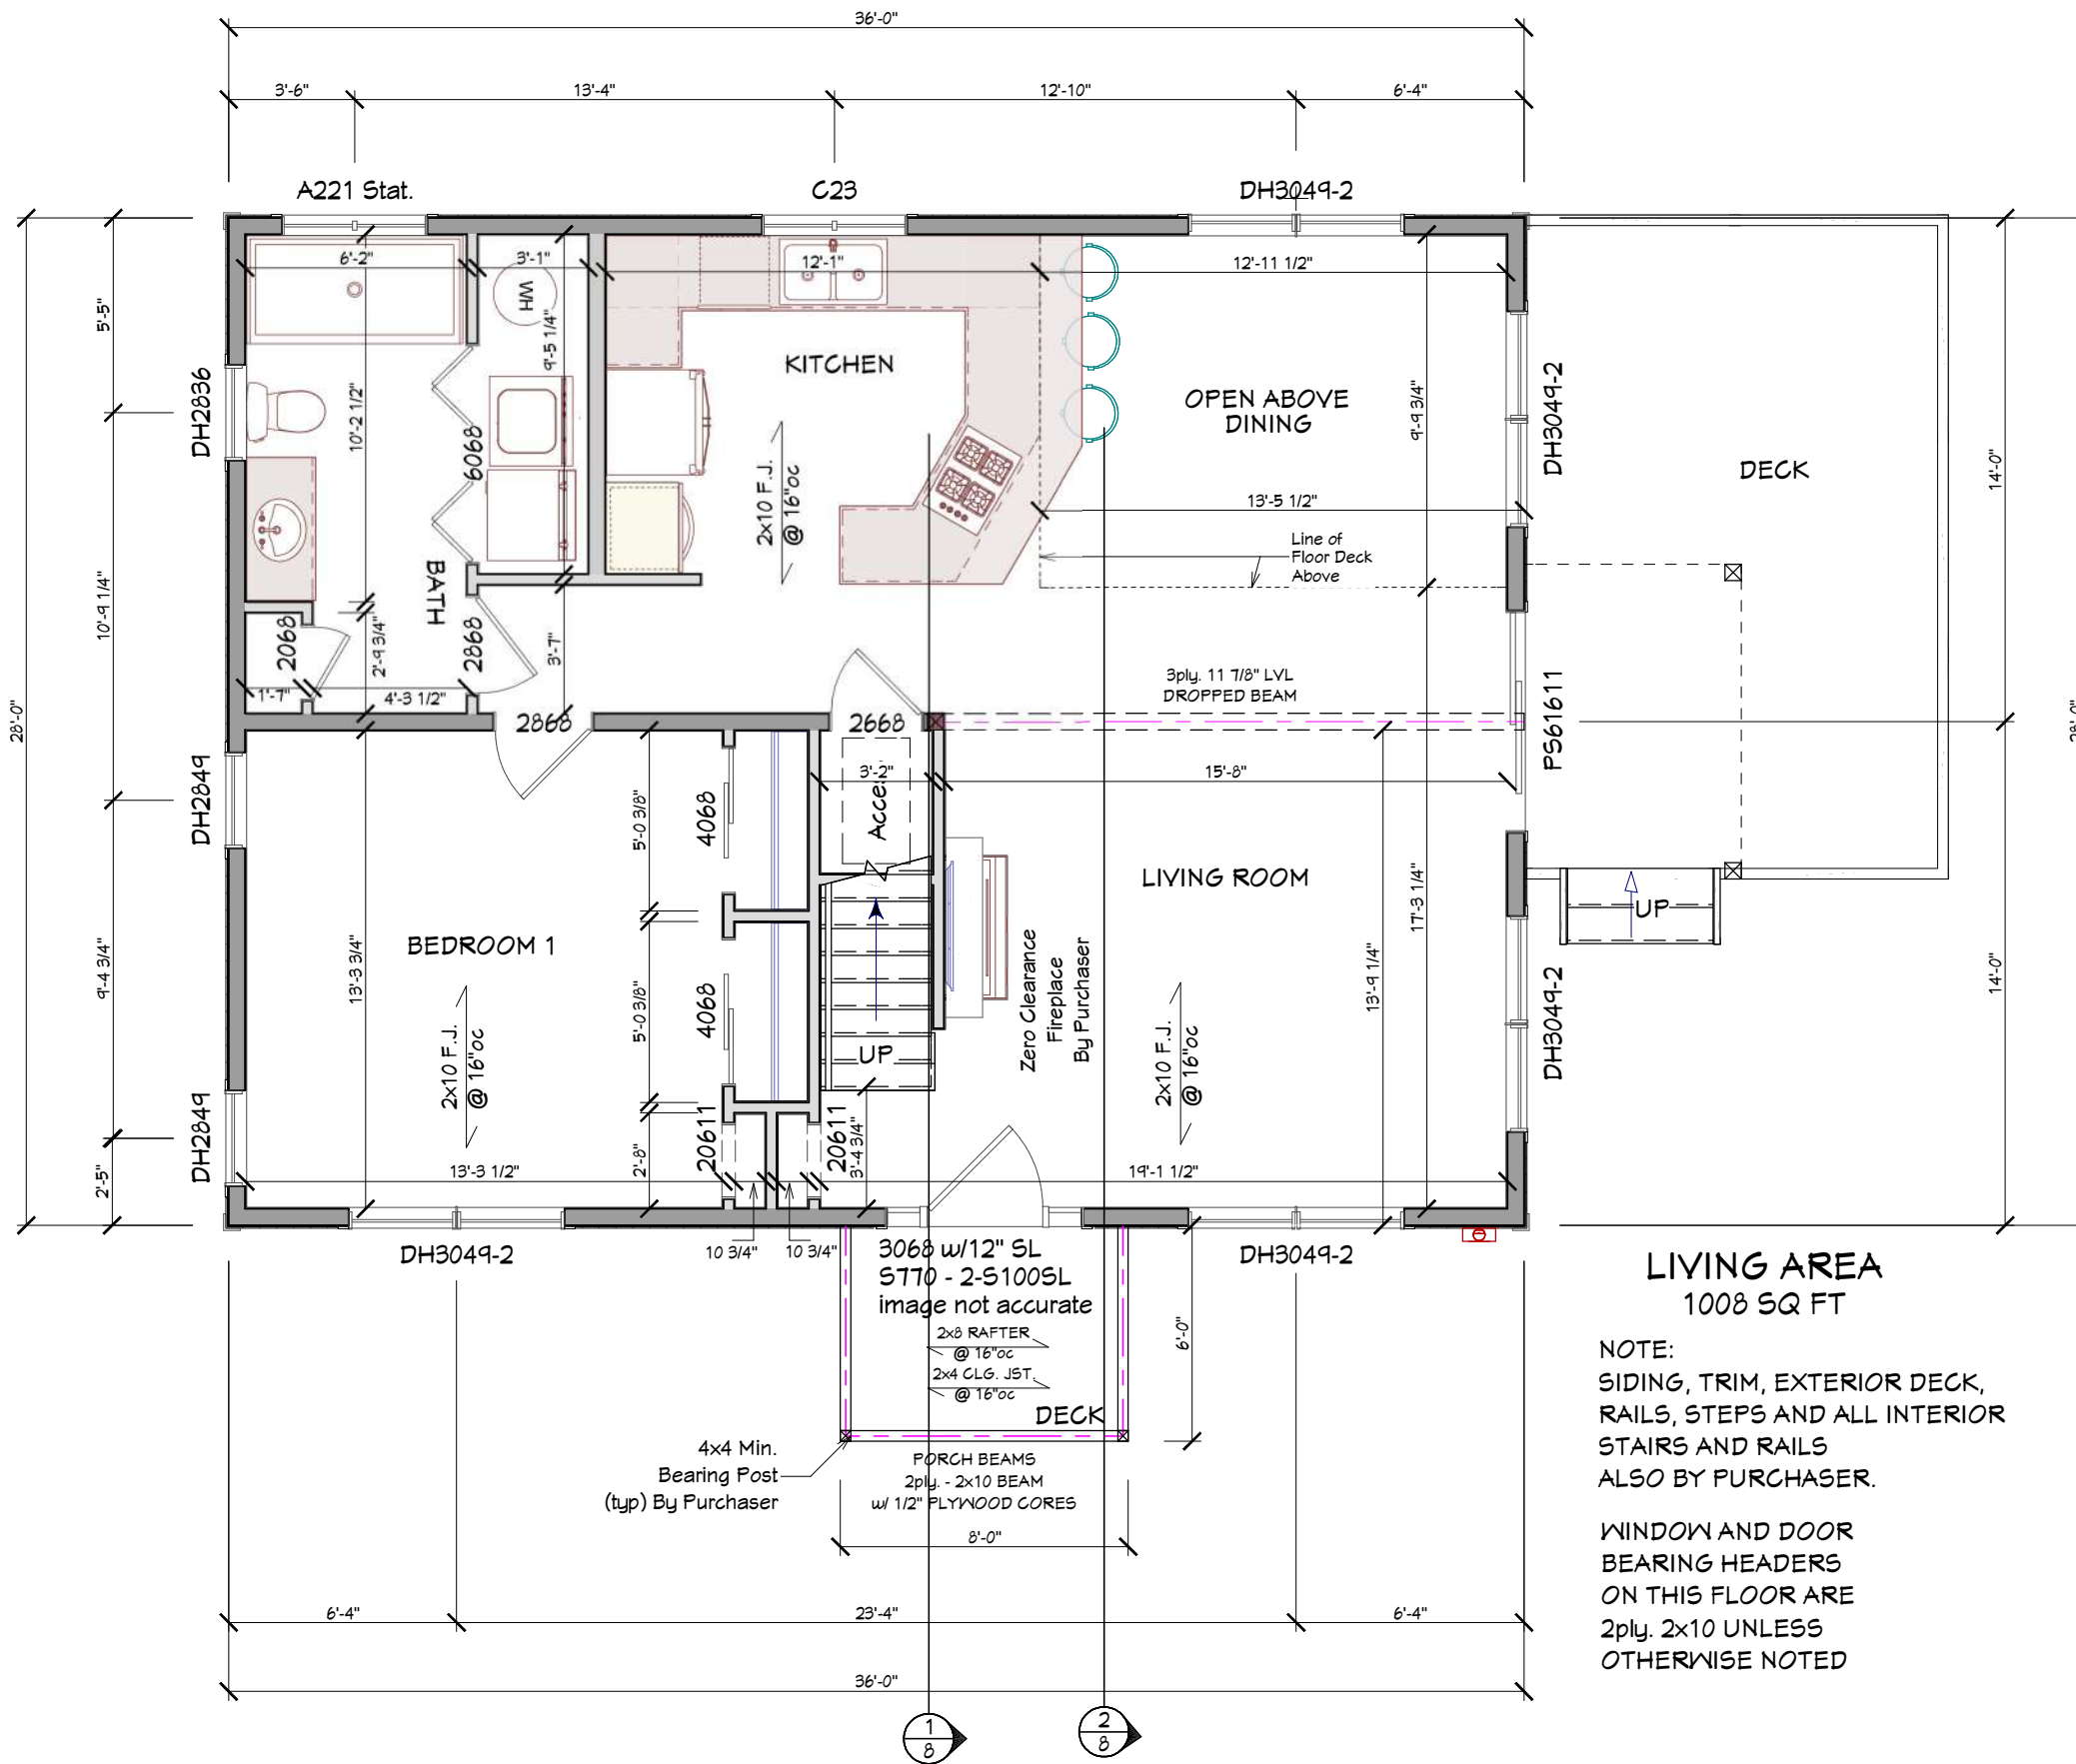 36'-0"
3'-6"
13'-4"
12'-10"
6'-4"
A221 Stat.
C23
DH3049-2
6'-2"
3'-1"
12'-1"
12'-11 1/2"
WH
9'-5 1/4"
5'-5"
DH2836
10'-2 1/2"
6068
KITCHEN
2x10 F.J.
@ 16"oc
OPEN ABOVE
DINING
9'-9 3/4"
13'-5 1/2"
Line of
Floor Deck
Above
DH3049-2
DECK
14'-0"
BATH
10'-9 1/4"
2068
2'-9 3/4"
2868
3'-7"
1'-7"
4'-3 1/2"
28'-0"
2868
2668
3ply. 11 7/8" LVL
DROPPED BEAM
PS61611
28'-0"
DH2849
5'-0 3/8"
4068
3'-2"
Access
15'-8"
LIVING ROOM
17'-3 1/4"
UP
BEDROOM 1
9'-4 3/4"
13'-3 3/4"
5'-0 3/8"
4068
2x10 F.J.
@ 16"oc
UP
Zero Clearance
Fireplace
By Purchaser
2x10 F.J.
@ 16"oc
13'-9 1/4"
DH3049-2
14'-0"
DH2849
2'-5"
13'-3 1/2"
2'-8"
20611
20611
3'-4 3/4"
19'-1 1/2"
DH3049-2
10 3/4"
10 3/4"
3068 w/12" SL
S770 - 2-S100SL
image not accurate
DH3049-2
2x8 RAFTER
@ 16"oc
2x4 CLG. JST.
@ 16"oc
DECK
6'-0"
4x4 Min.
Bearing Post
(typ) By Purchaser
PORCH BEAMS
2ply. - 2x10 BEAM
w/ 1/2" PLYWOOD CORES
8'-0"
6'-4"
23'-4"
6'-4"
36'-0"
1
8
2
8
LIVING AREA
1008 SQ FT
NOTE:
SIDING, TRIM, EXTERIOR DECK,
RAILS, STEPS AND ALL INTERIOR
STAIRS AND RAILS
ALSO BY PURCHASER.
WINDOW AND DOOR
BEARING HEADERS
ON THIS FLOOR ARE
2ply. 2x10 UNLESS
OTHERWISE NOTED